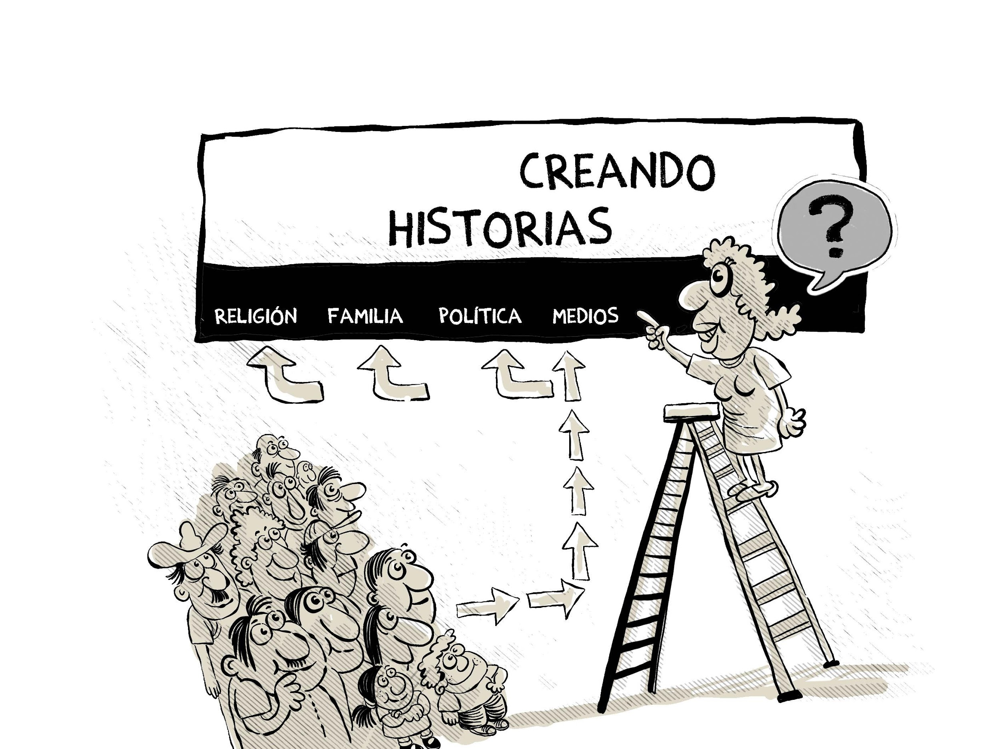 CREANDO
HISTORIAS
?
RELIGIÓN FAMILIA POLÍTICA MEDIOS